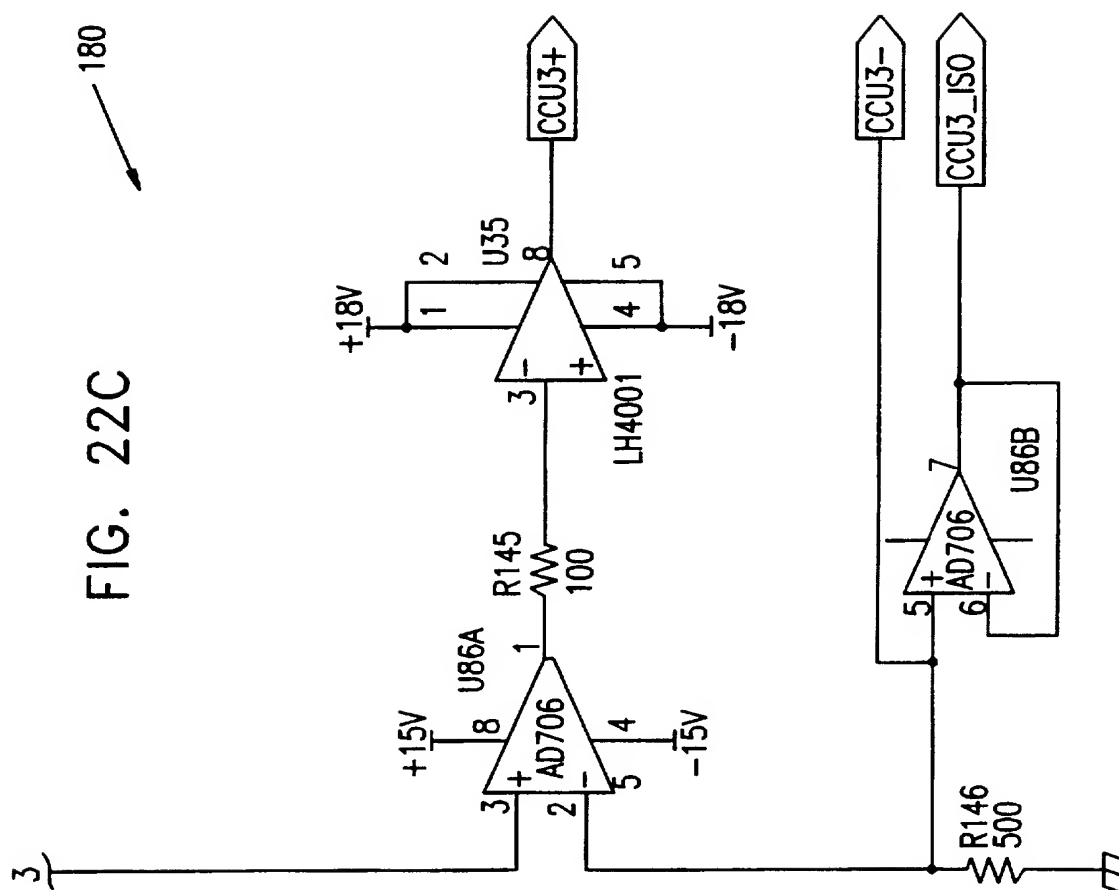 FIG. 22C
180
3
+15V
8
U86A
3
+
AD706
1
2
-
5
4
-15V
R145
100
+18V
1
2
U35
3
-
+
8
LH4001
4
5
-18V
CCU3+
CCU3-
CCU3_ISO
5
+
AD706
7
6
-
U86B
R146
500